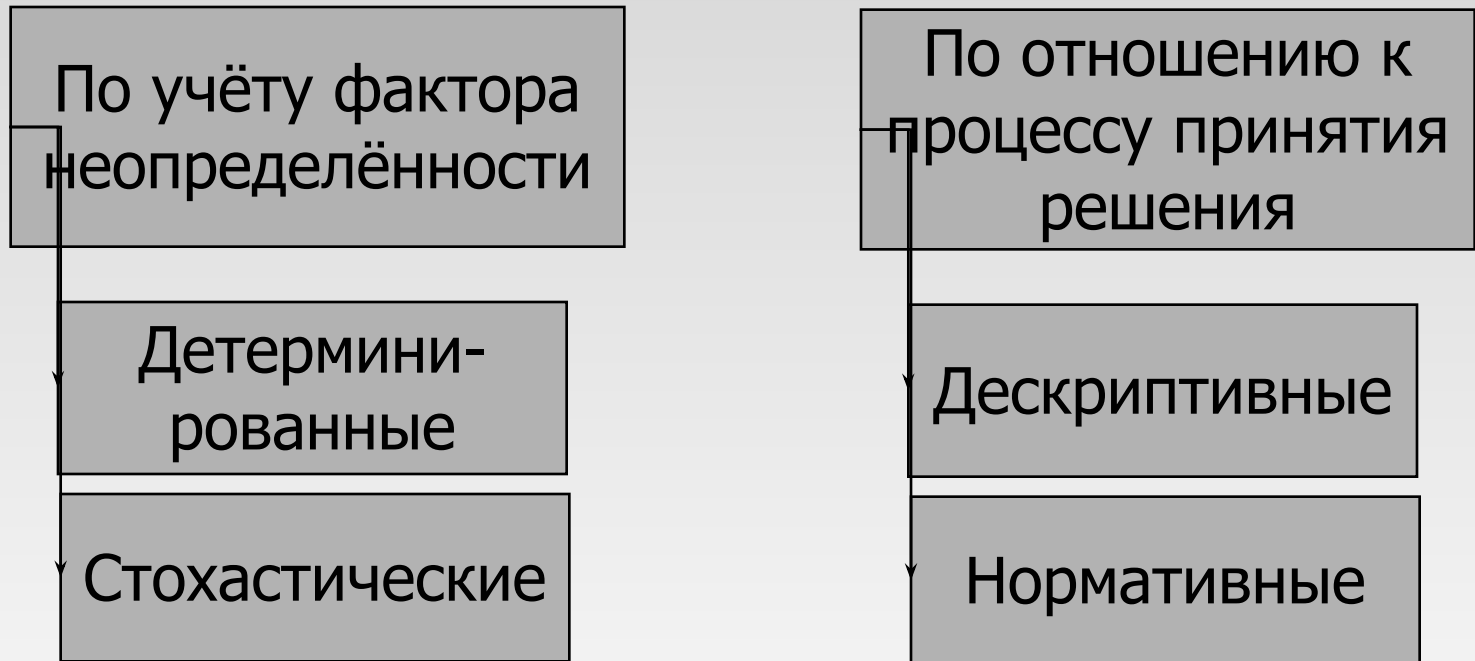 По учёту фактора
неопределённости
Детермини-
рованные
Стохастические
По отношению к
процессу принятия
решения
Дескриптивные
Нормативные